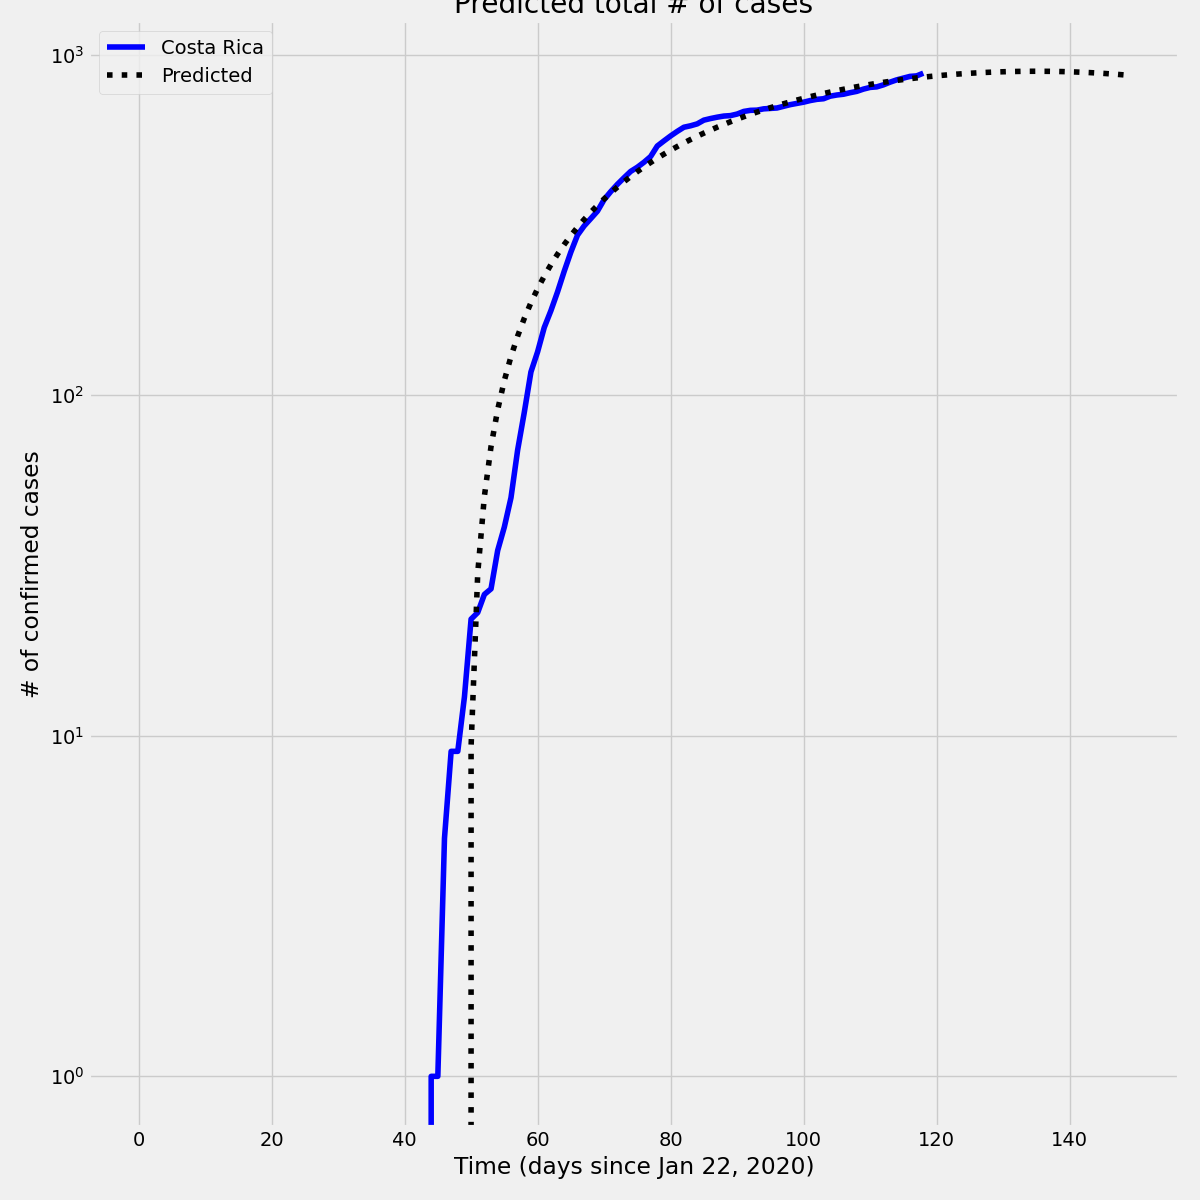 Predicted total # of cases
Costa Rica
Predicted
10³
10²
10¹
10⁰
# of confirmed cases
0 20 40 60 80 100 120 140
Time (days since Jan 22, 2020)